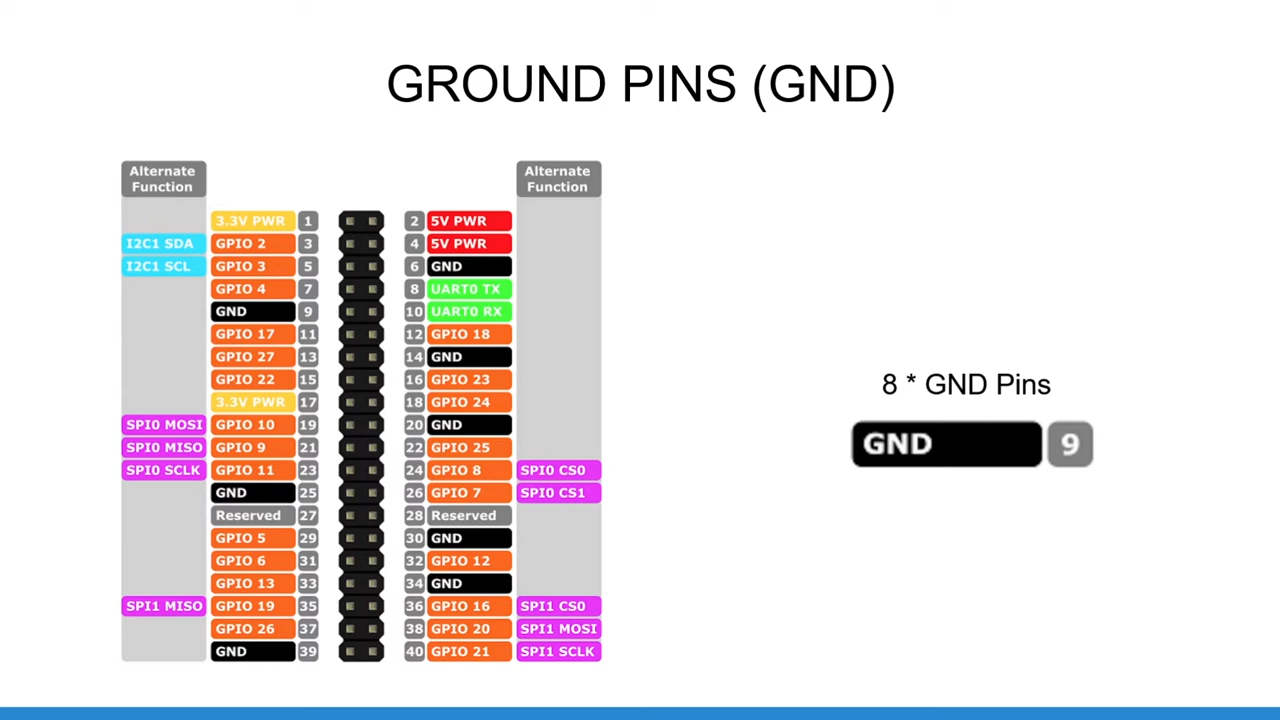 GROUND PINS (GND)
Alternate
Function
Alternate
Function
3.3V PWR 1 2 5V PWR
I2C1 SDA GPIO 2 3 4 5V PWR
I2C1 SCL GPIO 3 5 6 GND
GPIO 4 7 8 UART0 TX
GND 9 10 UART0 RX
GPIO 17 11 12 GPIO 18
GPIO 27 13 14 GND
GPIO 22 15 16 GPIO 23
3.3V PWR 17 18 GPIO 24
SPI0 MOSI GPIO 10 19 20 GND
SPI0 MISO GPIO 9 21 22 GPIO 25
SPI0 SCLK GPIO 11 23 24 GPIO 8 SPI0 CS0
GND 25 26 GPIO 7 SPI0 CS1
Reserved 27 28 Reserved
GPIO 5 29 30 GND
GPIO 6 31 32 GPIO 12
GPIO 13 33 34 GND
SPI1 MISO GPIO 19 35 36 GPIO 16 SPI1 CS0
GPIO 26 37 38 GPIO 20 SPI1 MOSI
GND 39 40 GPIO 21 SPI1 SCLK
8 * GND Pins
GND 9